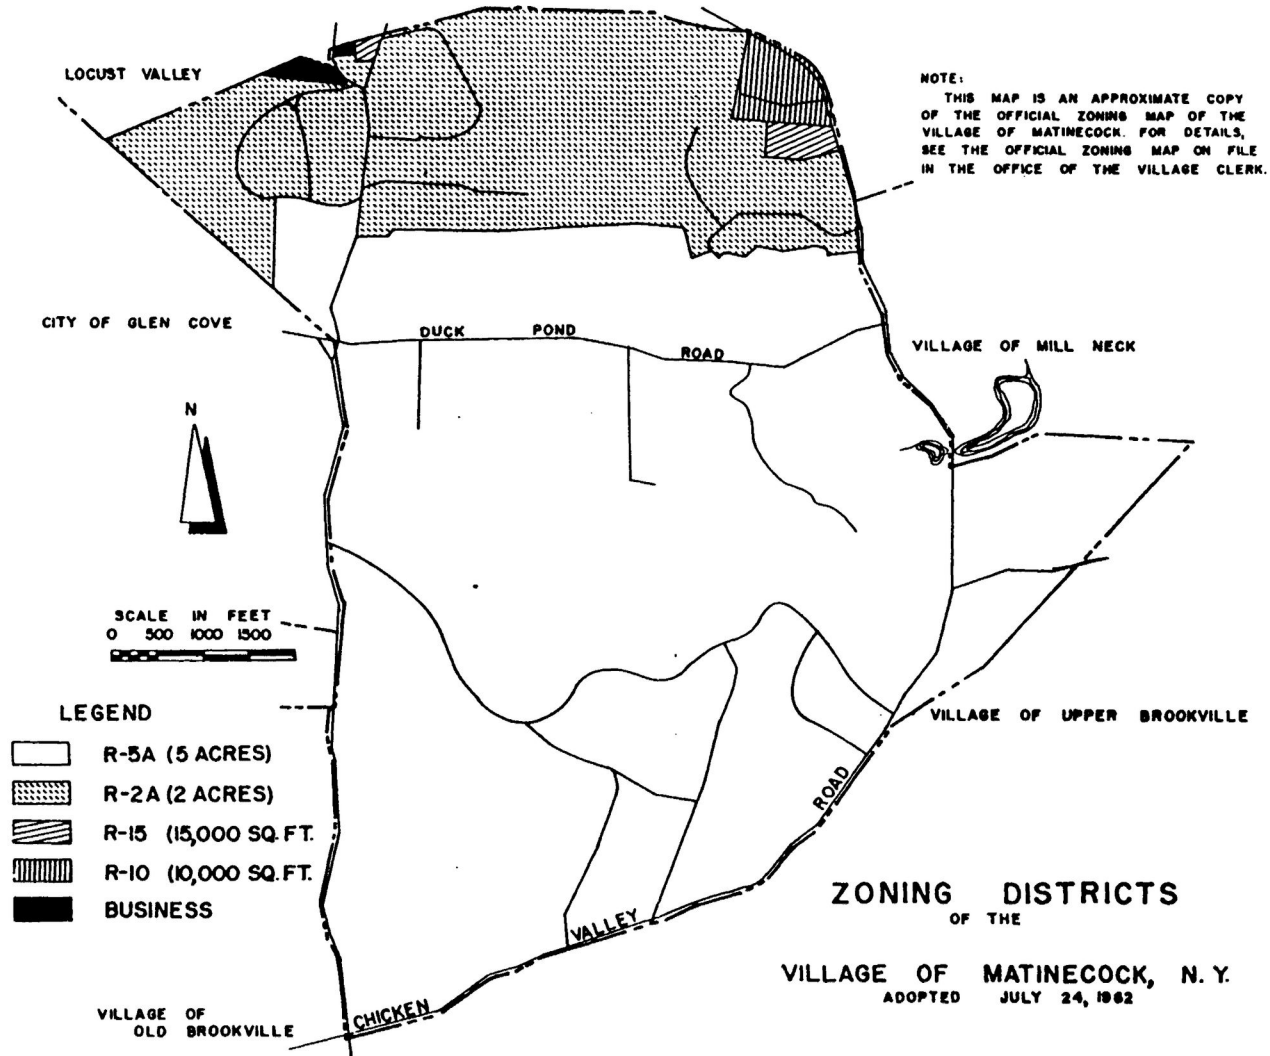 LOCUST VALLEY
NOTE:
THIS MAP IS AN APPROXIMATE COPY
OF THE OFFICIAL ZONING MAP OF THE
VILLAGE OF MATINECOCK. FOR DETAILS,
SEE THE OFFICIAL ZONING MAP ON FILE
IN THE OFFICE OF THE VILLAGE CLERK.
CITY OF GLEN COVE
DUCK POND ROAD
VILLAGE OF MILL NECK
N
SCALE IN FEET
0 500 1000 1500
LEGEND
R-5A (5 ACRES)
R-2A (2 ACRES)
R-15 (15,000 SQ. FT.
R-10 (10,000 SQ. FT.
BUSINESS
VILLAGE OF UPPER BROOKVILLE
CHICKEN VALLEY ROAD
VILLAGE OF
OLD BROOKVILLE
ZONING DISTRICTS
OF THE
VILLAGE OF MATINECOCK, N.Y.
ADOPTED JULY 24, 1962